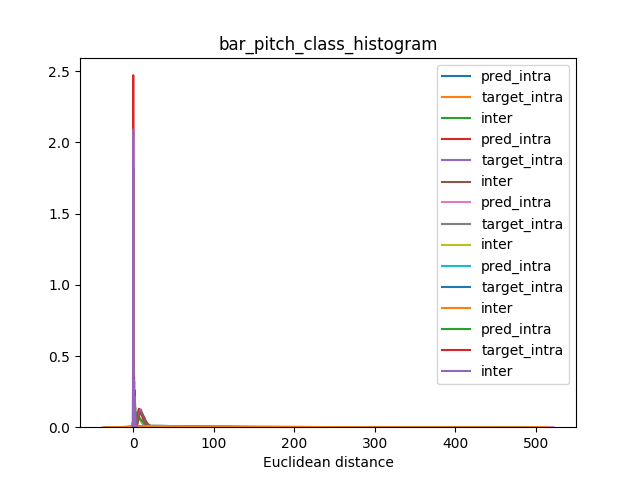 bar_pitch_class_histogram
2.5
2.0
1.5
1.0
0.5
0.0
pred_intra
target_intra
inter
pred_intra
target_intra
inter
pred_intra
target_intra
inter
pred_intra
target_intra
inter
pred_intra
target_intra
inter
0 100 200 300 400 500
Euclidean distance